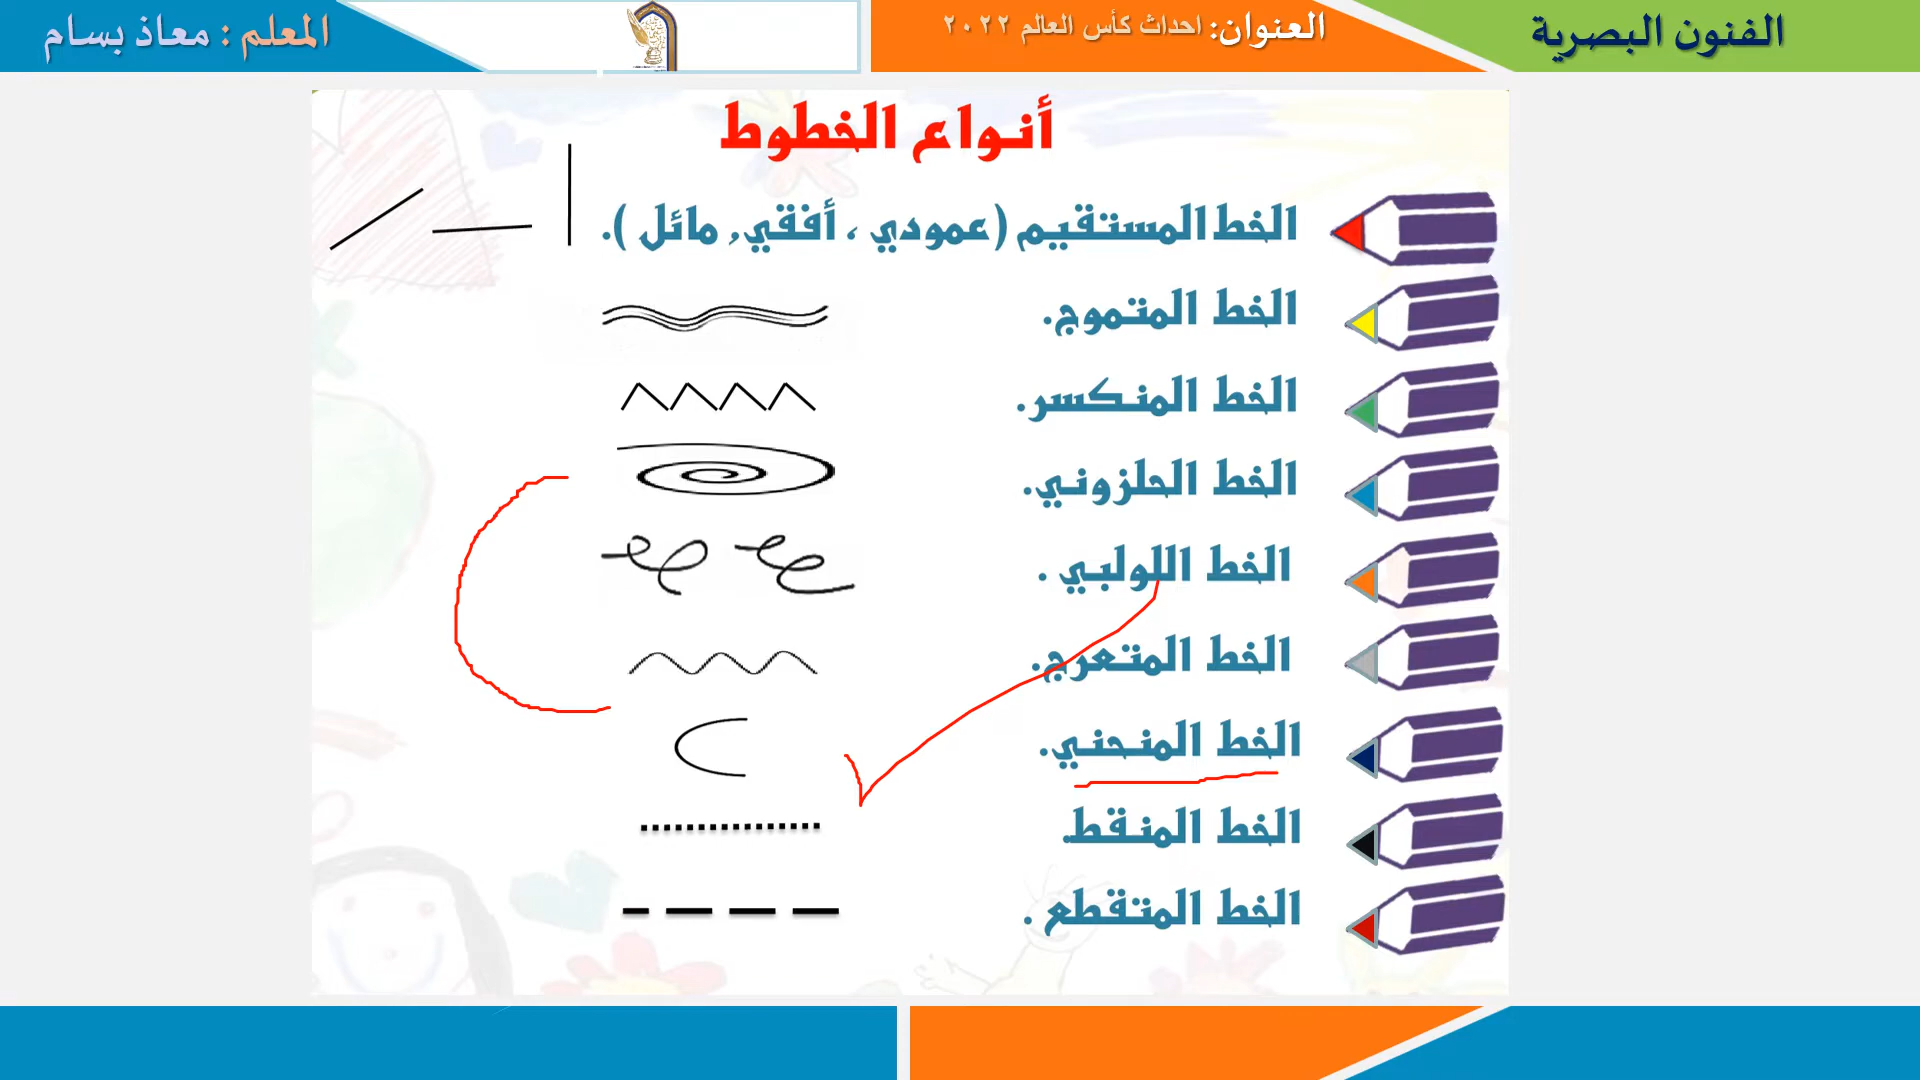 الفنون البصرية
العنوان: احداث كأس العالم ٢٠٢٢
المعلم : معاذ بسام
أنواع الخطوط
الخط المستقيم (عمودي ، أفقي, مائل ).
الخط المتموج.
الخط المنكسر.
الخط الحلزوني.
الخط اللولبي .
الخط المتعرج.
الخط المنحني.
الخط المنقط.
الخط المتقطع .